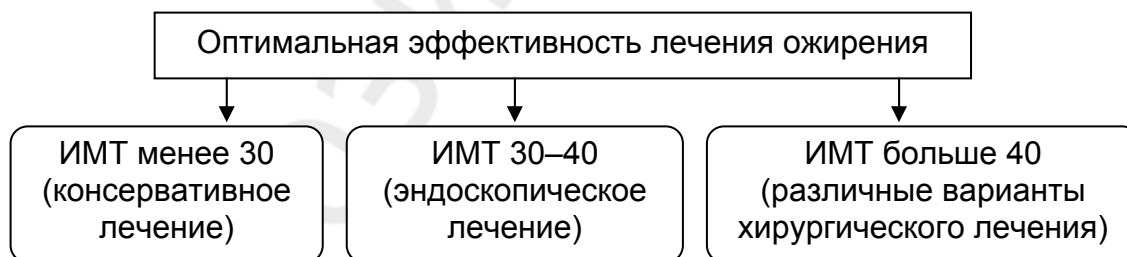 Оптимальная эффективность лечения ожирения
ИМТ менее 30
(консервативное
лечение)
ИМТ 30–40
(эндоскопическое
лечение)
ИМТ больше 40
(различные варианты
хирургического лечения)